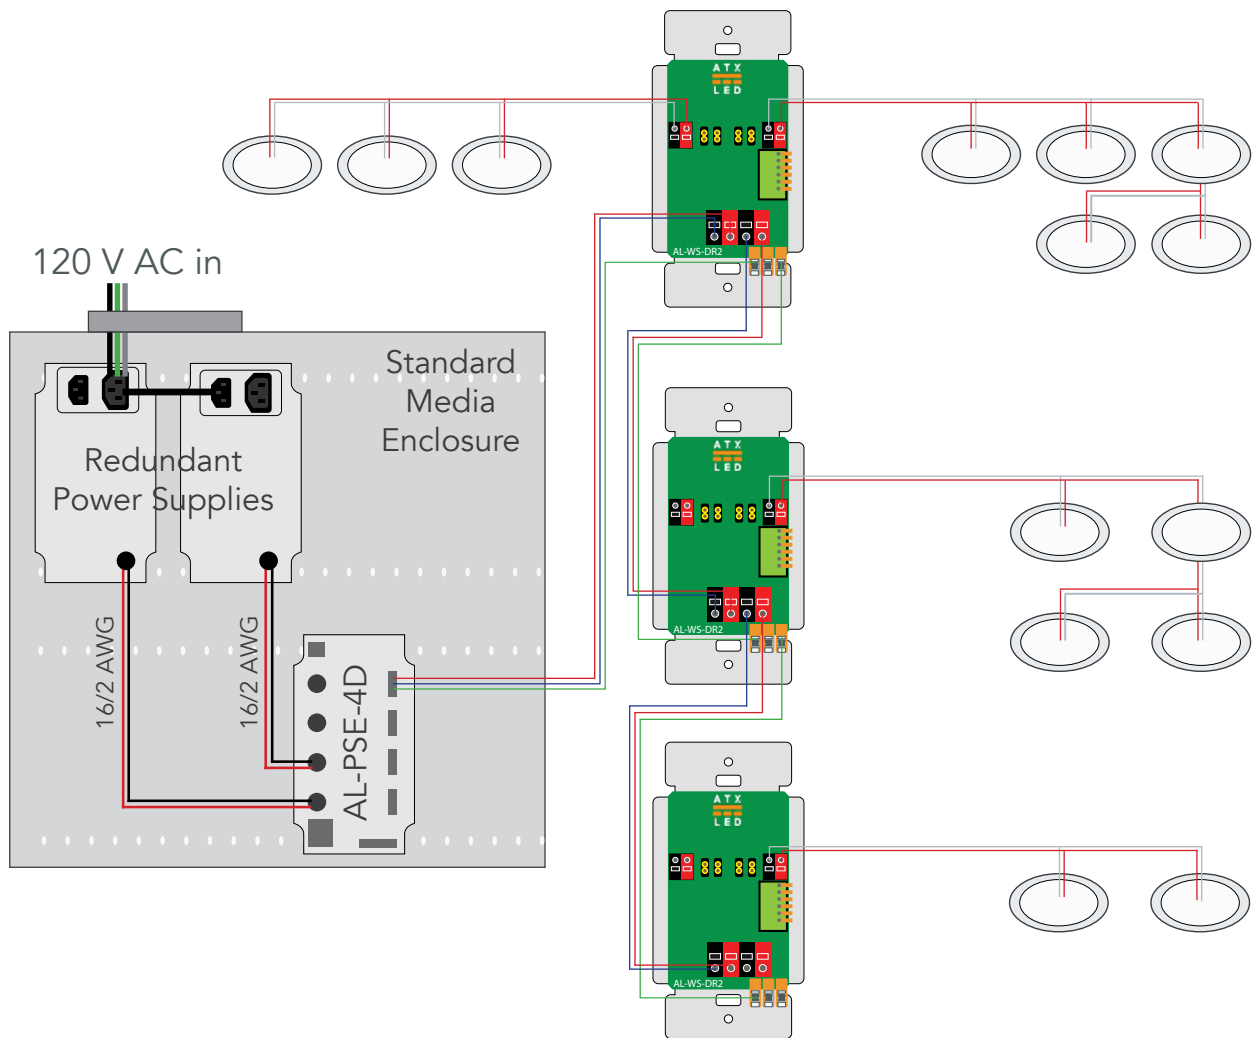 ATX
LED
AL-WS-DR2
120 V AC in
Standard
Media
Enclosure
Redundant
Power Supplies
16/2 AWG
16/2 AWG
AL-PSE-4D
ATX
LED
AL-WS-DR2
ATX
LED
AL-WS-DR2